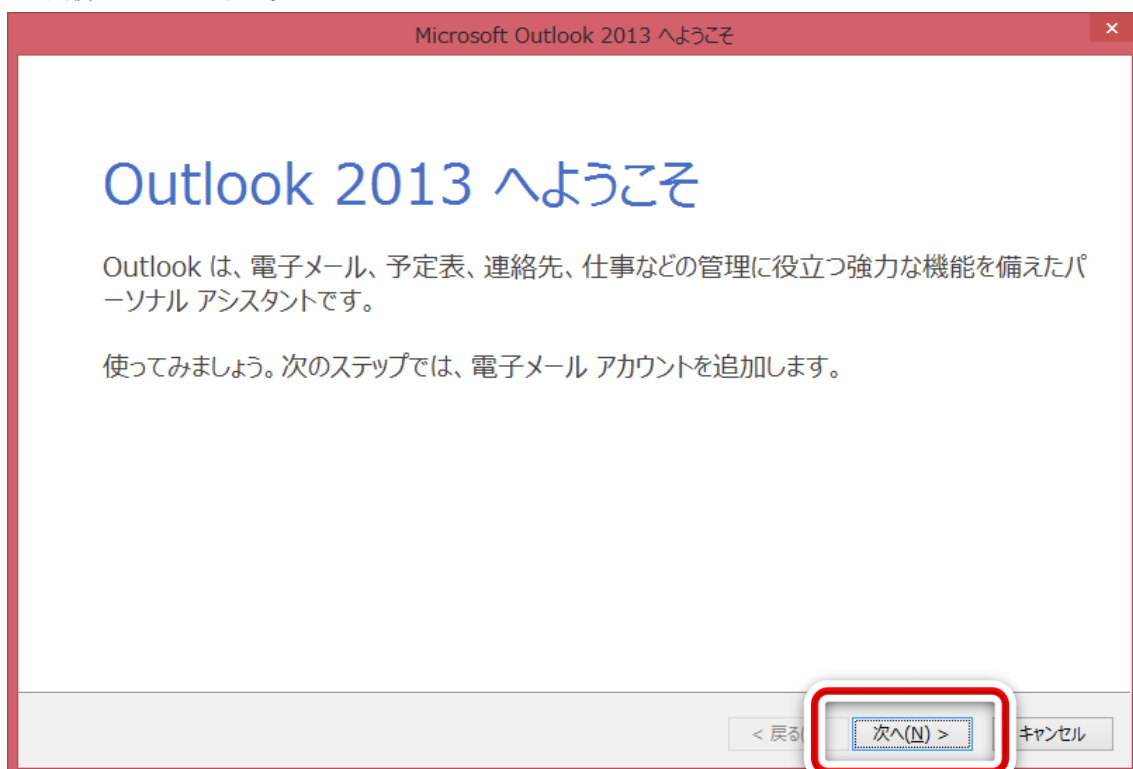 Microsoft Outlook 2013 へようこそ
Outlook 2013 へようこそ
Outlook は、電子メール、予定表、連絡先、仕事などの管理に役立つ強力な機能を備えたパ
ーソナル アシスタントです。
使ってみましょう。次のステップでは、電子メール アカウントを追加します。
< 戻る( 次へ(N) > キャンセル